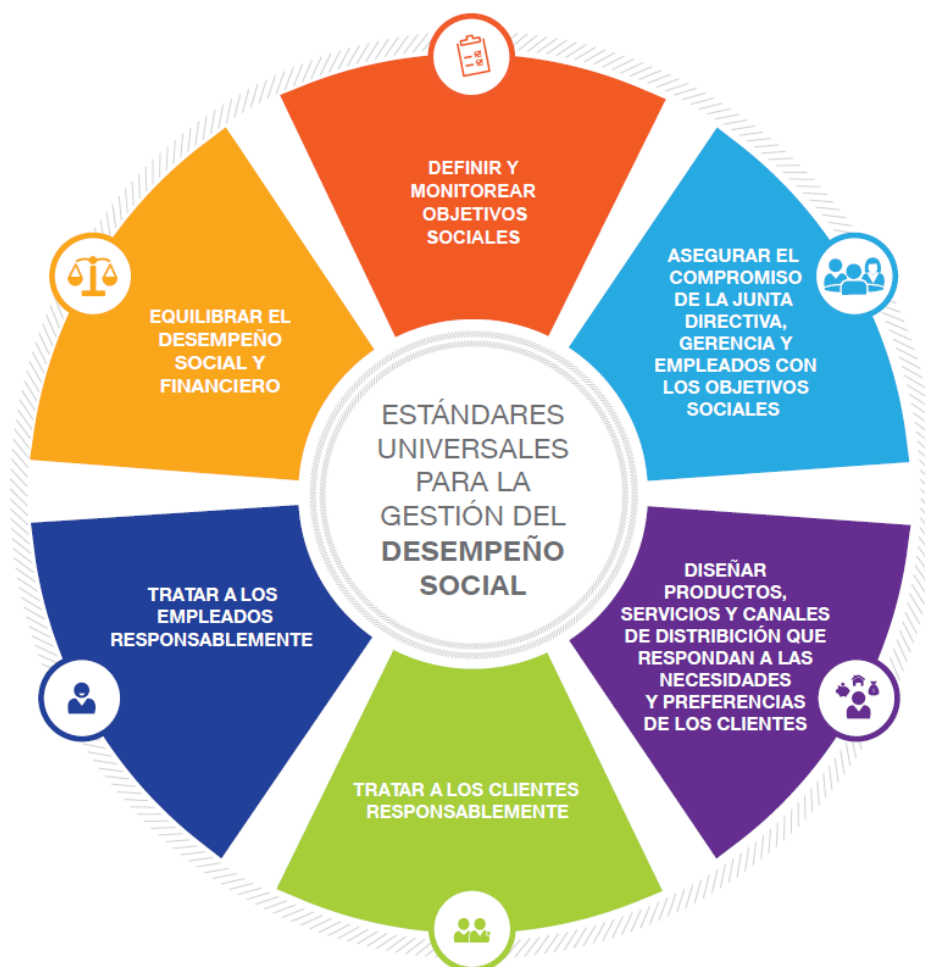 DEFINIR Y
MONITOREAR
OBJETIVOS
SOCIALES
ASEGURAR EL
COMPROMISO
DE LA JUNTA
DIRECTIVA,
GERENCIA Y
EMPLEADOS CON
LOS OBJETIVOS
SOCIALES
DISEÑAR
PRODUCTOS,
SERVICIOS Y CANALES
DE DISTRIBICIÓN QUE
RESPONDAN A LAS
NECESIDADES
Y PREFERENCIAS
DE LOS CLIENTES
TRATAR A LOS CLIENTES
RESPONSABLEMENTE
TRATAR A LOS
EMPLEADOS
RESPONSABLEMENTE
EQUILIBRAR EL
DESEMPEÑO
SOCIAL Y
FINANCIERO
ESTÁNDARES
UNIVERSALES
PARA LA
GESTIÓN DEL
DESEMPEÑO
SOCIAL